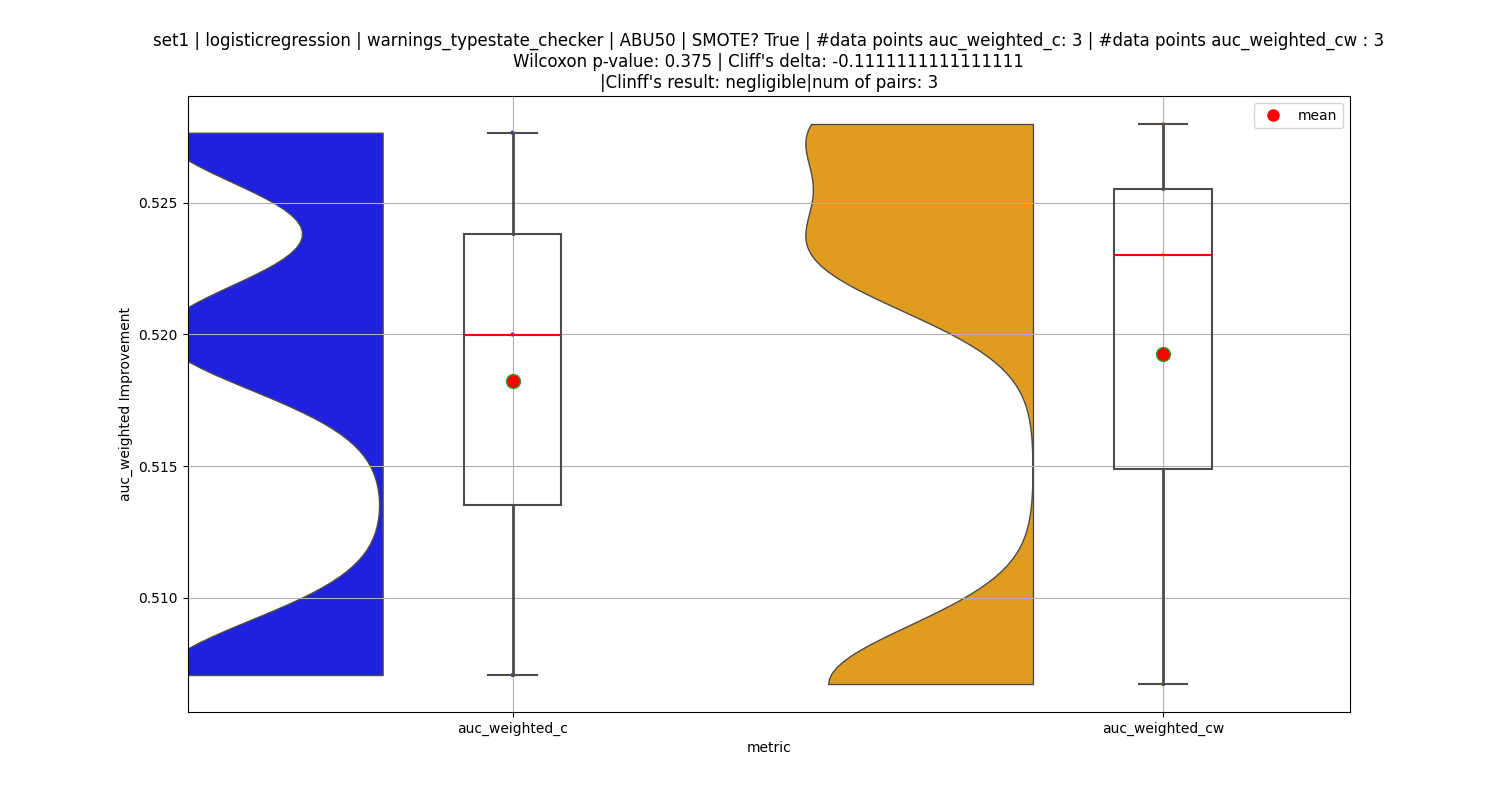 set1 | logisticregression | warnings_typestate_checker | ABU50 | SMOTE? True | #data points auc_weighted_c: 3 | #data points auc_weighted_cw : 3
Wilcoxon p-value: 0.375 | Cliff's delta: -0.1111111111111111
|Clinff's result: negligible|num of pairs: 3
mean
0.525
0.520
0.515
0.510
auc_weighted Improvement
auc_weighted_c
auc_weighted_cw
metric